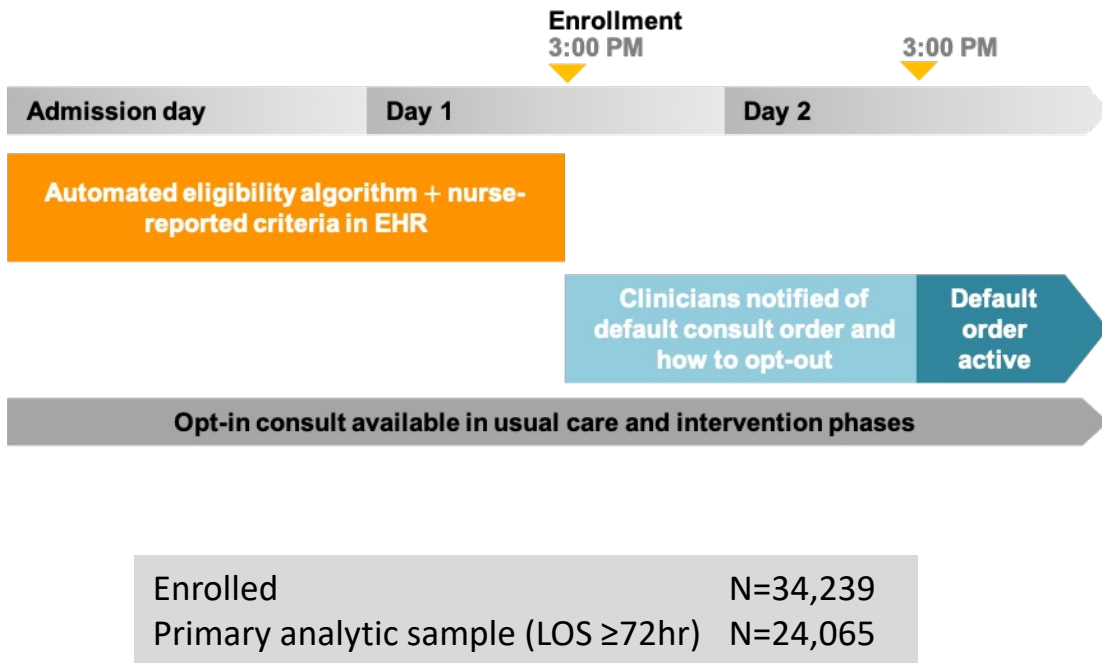 Enrollment
3:00 PM
3:00 PM
Admission day
Day 1
Day 2
Automated eligibility algorithm + nurse-
reported criteria in EHR
Clinicians notified of
default consult order and
how to opt-out
Default
order
active
Opt-in consult available in usual care and intervention phases
Enrolled N=34,239
Primary analytic sample (LOS ≥72hr) N=24,065